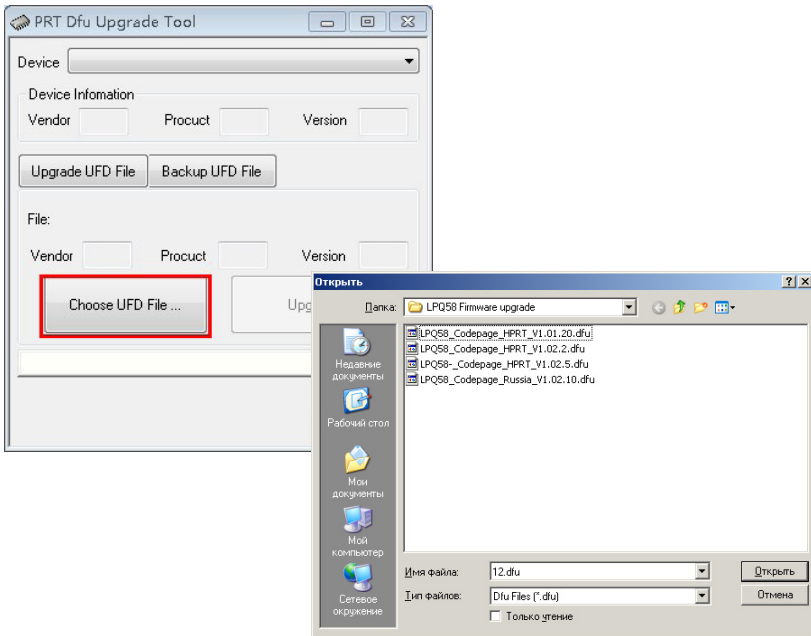 PRT Dfu Upgrade Tool
Device
Device Infomation
Vendor Procuct Version
Upgrade UFD File Backup UFD File
File:
Vendor Procuct Version
Choose UFD File ...
Открыть
Папка: LPQ58 Firmware upgrade
LPQ58_Codepage_HPRT_V1.01.20.dfu
LPQ58_Codepage_HPRT_V1.02.2.dfu
LPQ58-_Codepage_HPRT_V1.02.5.dfu
LPQ58_Codepage_Russia_V1.02.10.dfu
Недавние
документы
Рабочий стол
Мои
документы
Мой
компьютер
Сетевое
окружение
Имя файла: 12.dfu Открыть
Тип файлов: Dfu Files (*.dfu) Отмена
Только чтение